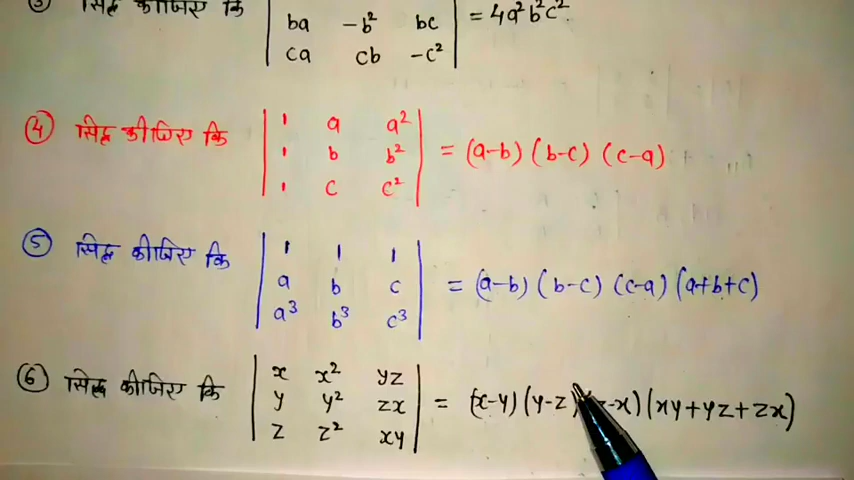 ③ सिद्ध कीजिए कि
ba -b² bc = 4a²b²c².
ca cb -c²
④ सिद्ध कीजिए कि | 1 a a² |
| 1 b b² | = (a-b) (b-c) (c-a)
| 1 c c² |
⑤ सिद्ध कीजिए कि | 1 1 1 |
| a b c | = (a-b) (b-c) (c-a) (a+b+c)
| a³ b³ c³ |
⑥ सिद्ध कीजिए कि | x x² yz |
| y y² zx | = (x-y) (y-z) -x) (xy+yz+zx)
| z z² xy |